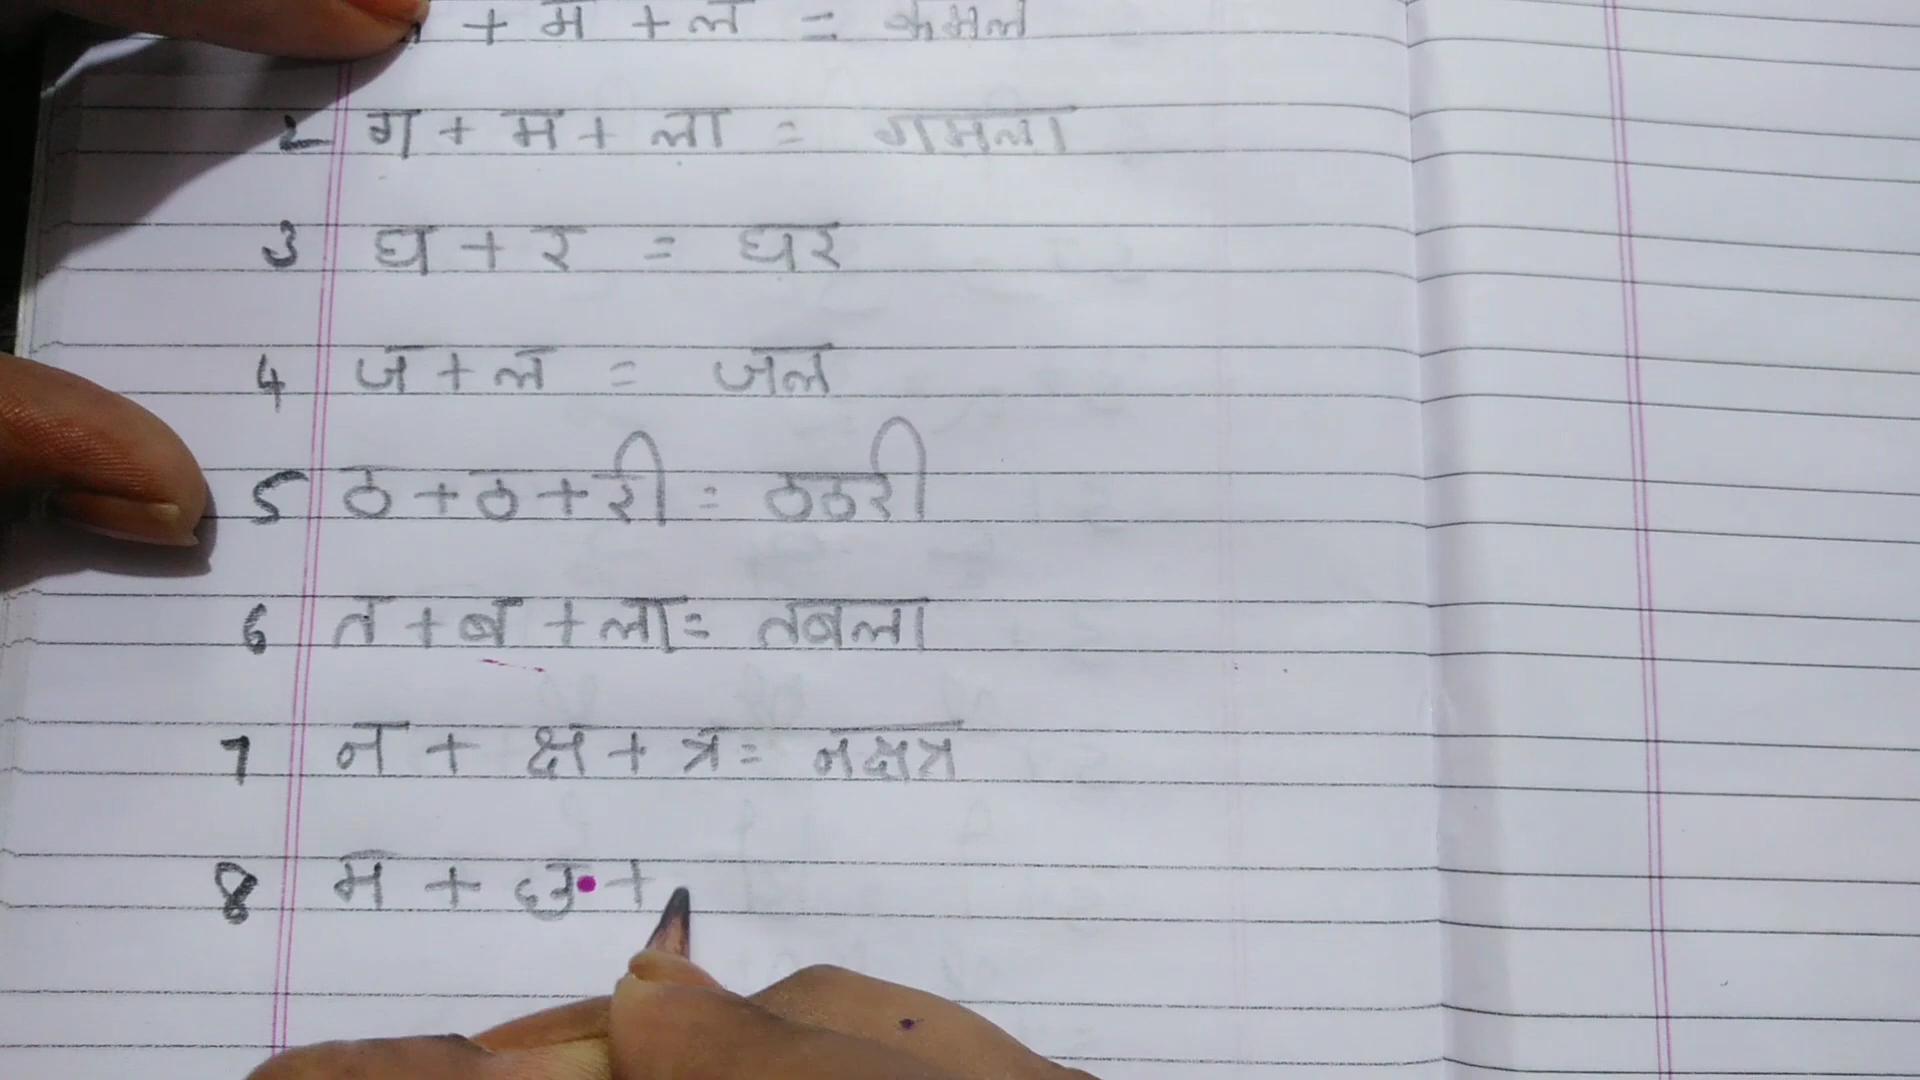 + म + ल = कमल
2 ग + म + ला = गमला
3 घ + र = घर
4 ज + ल = जल
5 ठ + ठ + री = ठठरी
6 त + ब + ला = तबला
7 न + क्ष + त्र = नक्षत्र
8 म + छ +